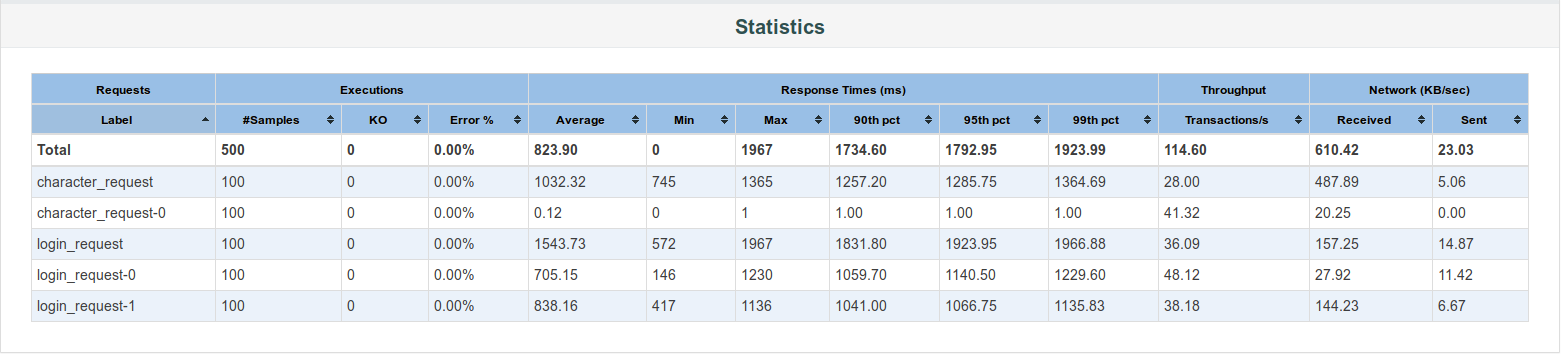 Statistics
Requests Executions Response Times (ms) Throughput Network (KB/sec)
Label #Samples KO Error % Average Min Max 90th pct 95th pct 99th pct Transactions/s Received Sent
Total 500 0 0.00% 823.90 0 1967 1734.60 1792.95 1923.99 114.60 610.42 23.03
character_request 100 0 0.00% 1032.32 745 1365 1257.20 1285.75 1364.69 28.00 487.89 5.06
character_request-0 100 0 0.00% 0.12 0 1 1.00 1.00 1.00 41.32 20.25 0.00
login_request 100 0 0.00% 1543.73 572 1967 1831.80 1923.95 1966.88 36.09 157.25 14.87
login_request-0 100 0 0.00% 705.15 146 1230 1059.70 1140.50 1229.60 48.12 27.92 11.42
login_request-1 100 0 0.00% 838.16 417 1136 1041.00 1066.75 1135.83 38.18 144.23 6.67